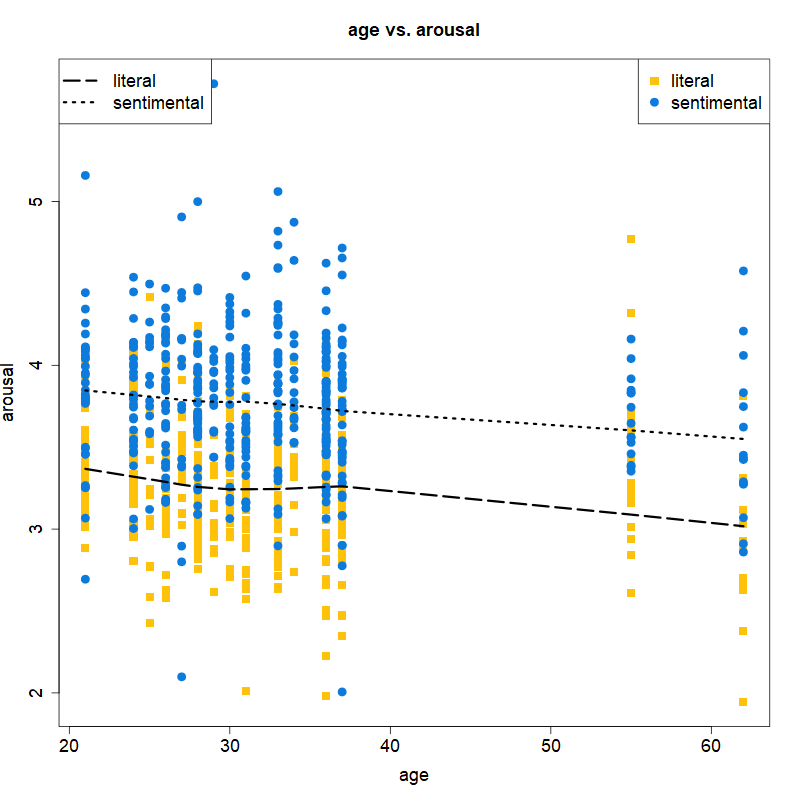 age vs. arousal
literal
sentimental
literal
sentimental
arousal
5
4
3
2
20 30 40 50 60
age